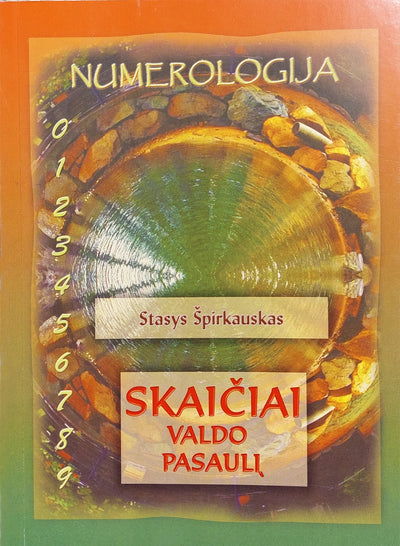 NUMEROLOGIJA
0
1
2
3
4
5
6
7
8
9
Stasys Špirkauskas
SKAIČIAI
VALDO
PASAULĮ